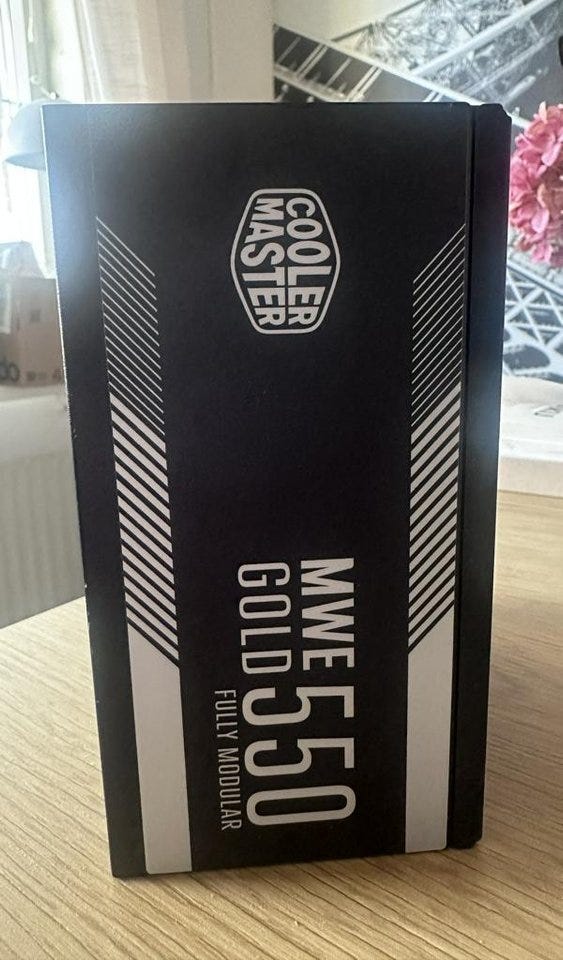 COOLER
MASTER
MWE 550
GOLD
FULLY MODULAR